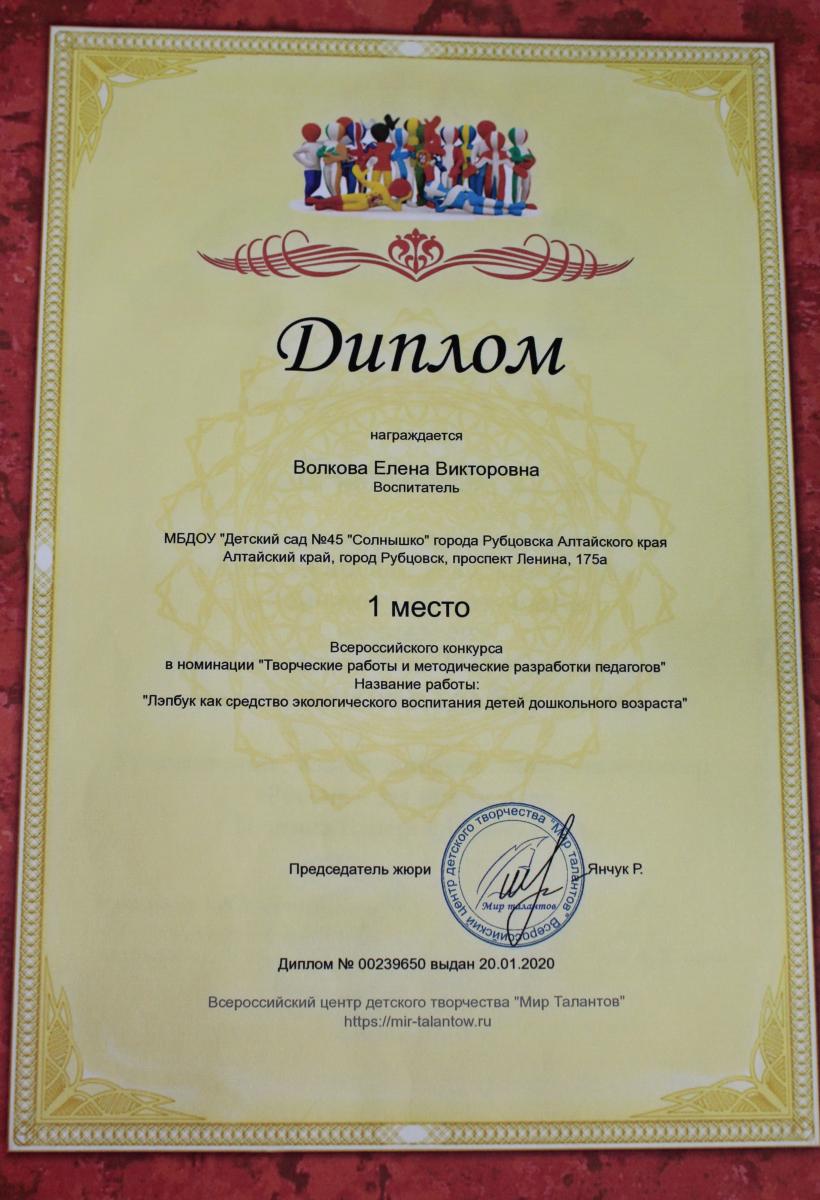 Диплом
награждается
Волкова Елена Викторовна
Воспитатель
МБДОУ "Детский сад №45 "Солнышко" города Рубцовска Алтайского края
Алтайский край, город Рубцовск, проспект Ленина, 175а
1 место
Всероссийского конкурса
в номинации "Творческие работы и методические разработки педагогов"
Название работы:
"Лэпбук как средство экологического воспитания детей дошкольного возраста"
Председатель жюри
Всероссийский центр детского творчества "Мир талантов"
Мир талантов
Янчук Р.
Диплом № 00239650 выдан 20.01.2020
Всероссийский центр детского творчества "Мир Талантов"
https://mir-talantow.ru